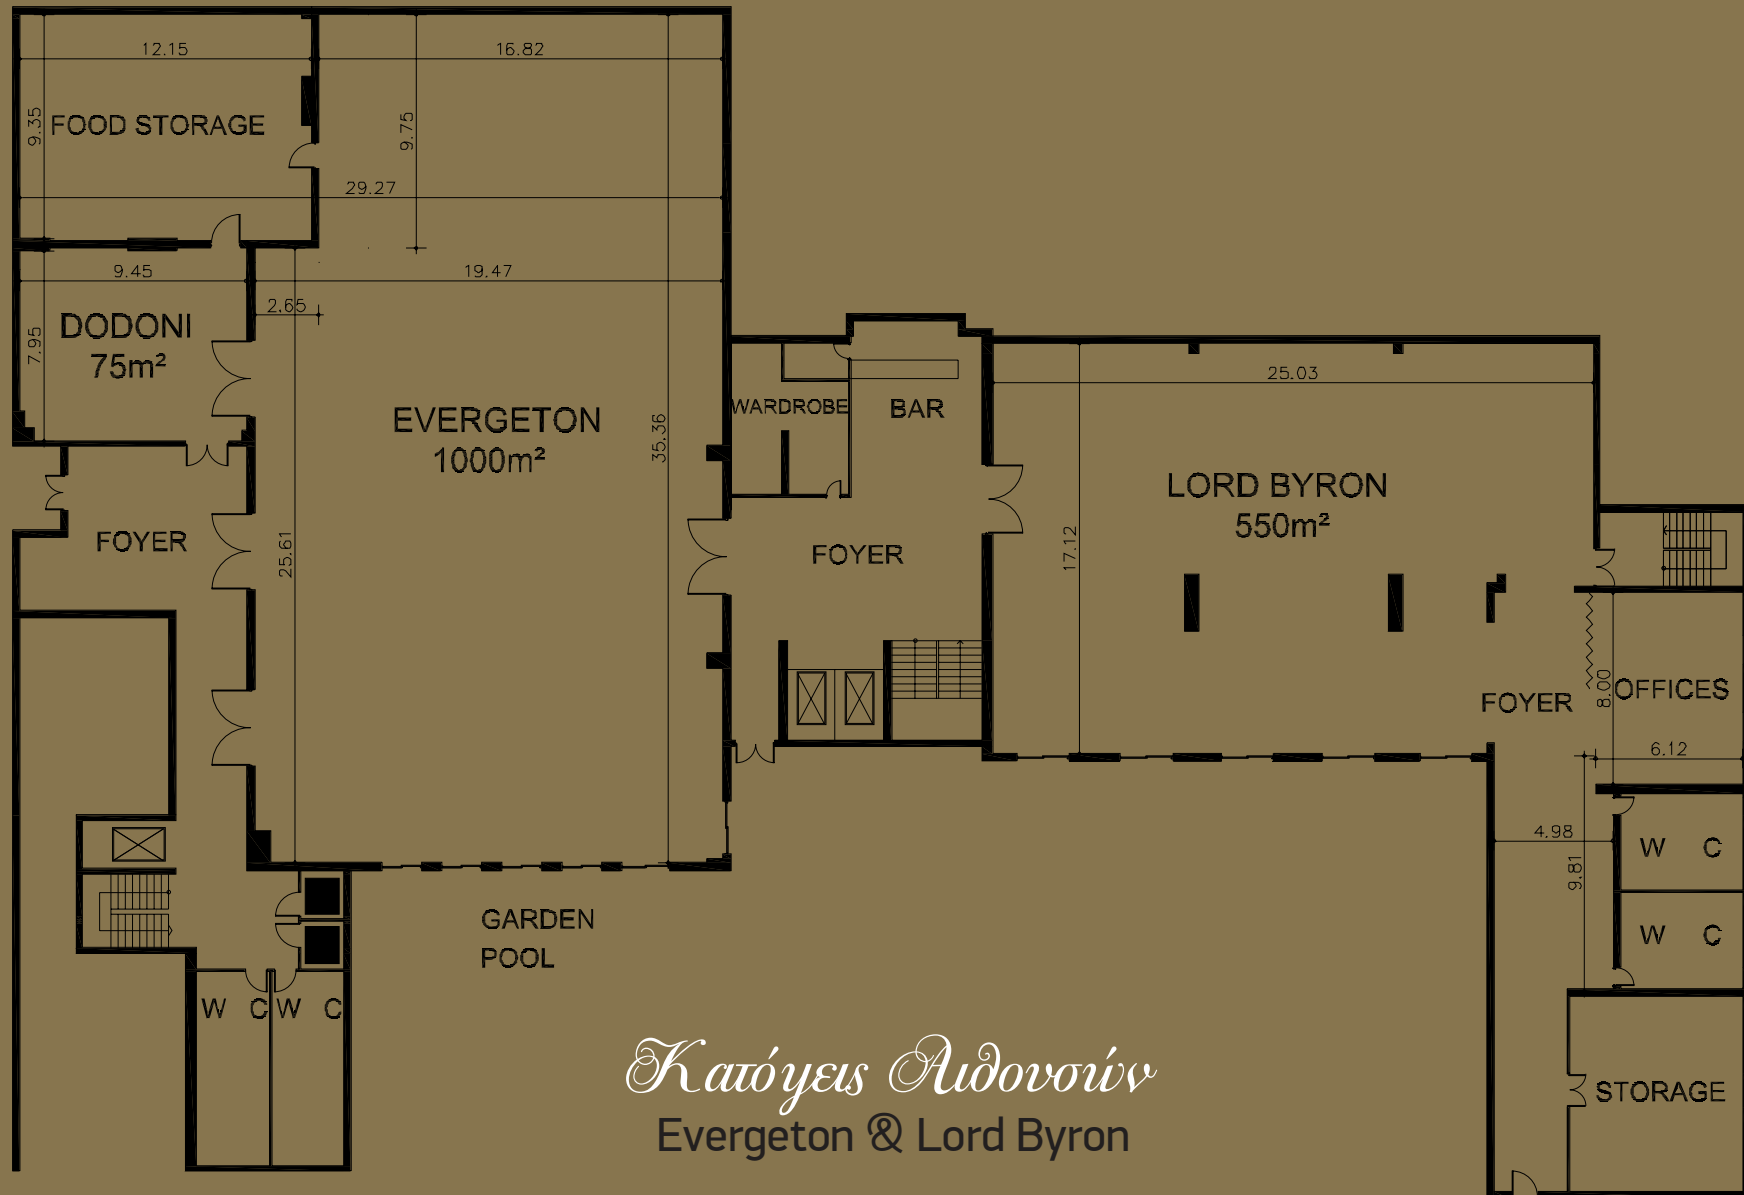 12.15
16.82
9.35
FOOD STORAGE
9.75
29.27
9.45
19.47
2.65
DODONI
75m²
7.95
EVERGETON
1000m²
35.36
25.61
FOYER
WARDROBE
BAR
FOYER
25.03
LORD BYRON
550m²
17.12
FOYER
8.00
OFFICES
6.12
4.98
9.81
W C
W C
STORAGE
GARDEN
POOL
W C W C
Κατόψεις Αιθουσών
Evergeton & Lord Byron